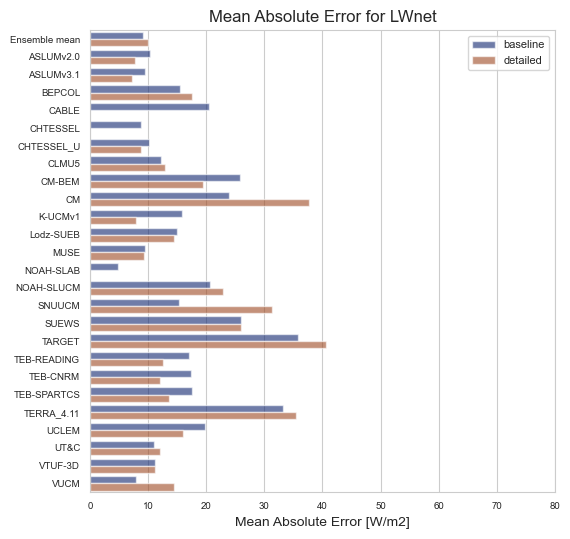 Mean Absolute Error for LWnet
baseline
detailed
Ensemble mean
ASLUMv2.0
ASLUMv3.1
BEPCOL
CABLE
CHTESSEL
CHTESSEL_U
CLMU5
CM-BEM
CM
K-UCMv1
Lodz-SUEB
MUSE
NOAH-SLAB
NOAH-SLUCM
SNUUCM
SUEWS
TARGET
TEB-READING
TEB-CNRM
TEB-SPARTCS
TERRA_4.11
UCLEM
UT&C
VTUF-3D
VUCM
0 10 20 30 40 50 60 70 80
Mean Absolute Error [W/m2]